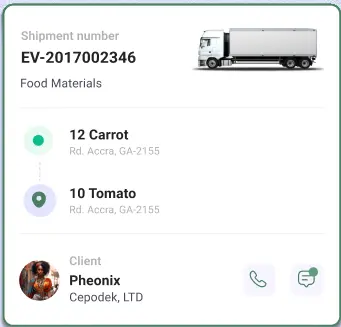 Shipment number
EV-2017002346
Food Materials
12 Carrot
Rd. Accra, GA-2155
10 Tomato
Rd. Accra, GA-2155
Client
Pheonix
Cepodek, LTD